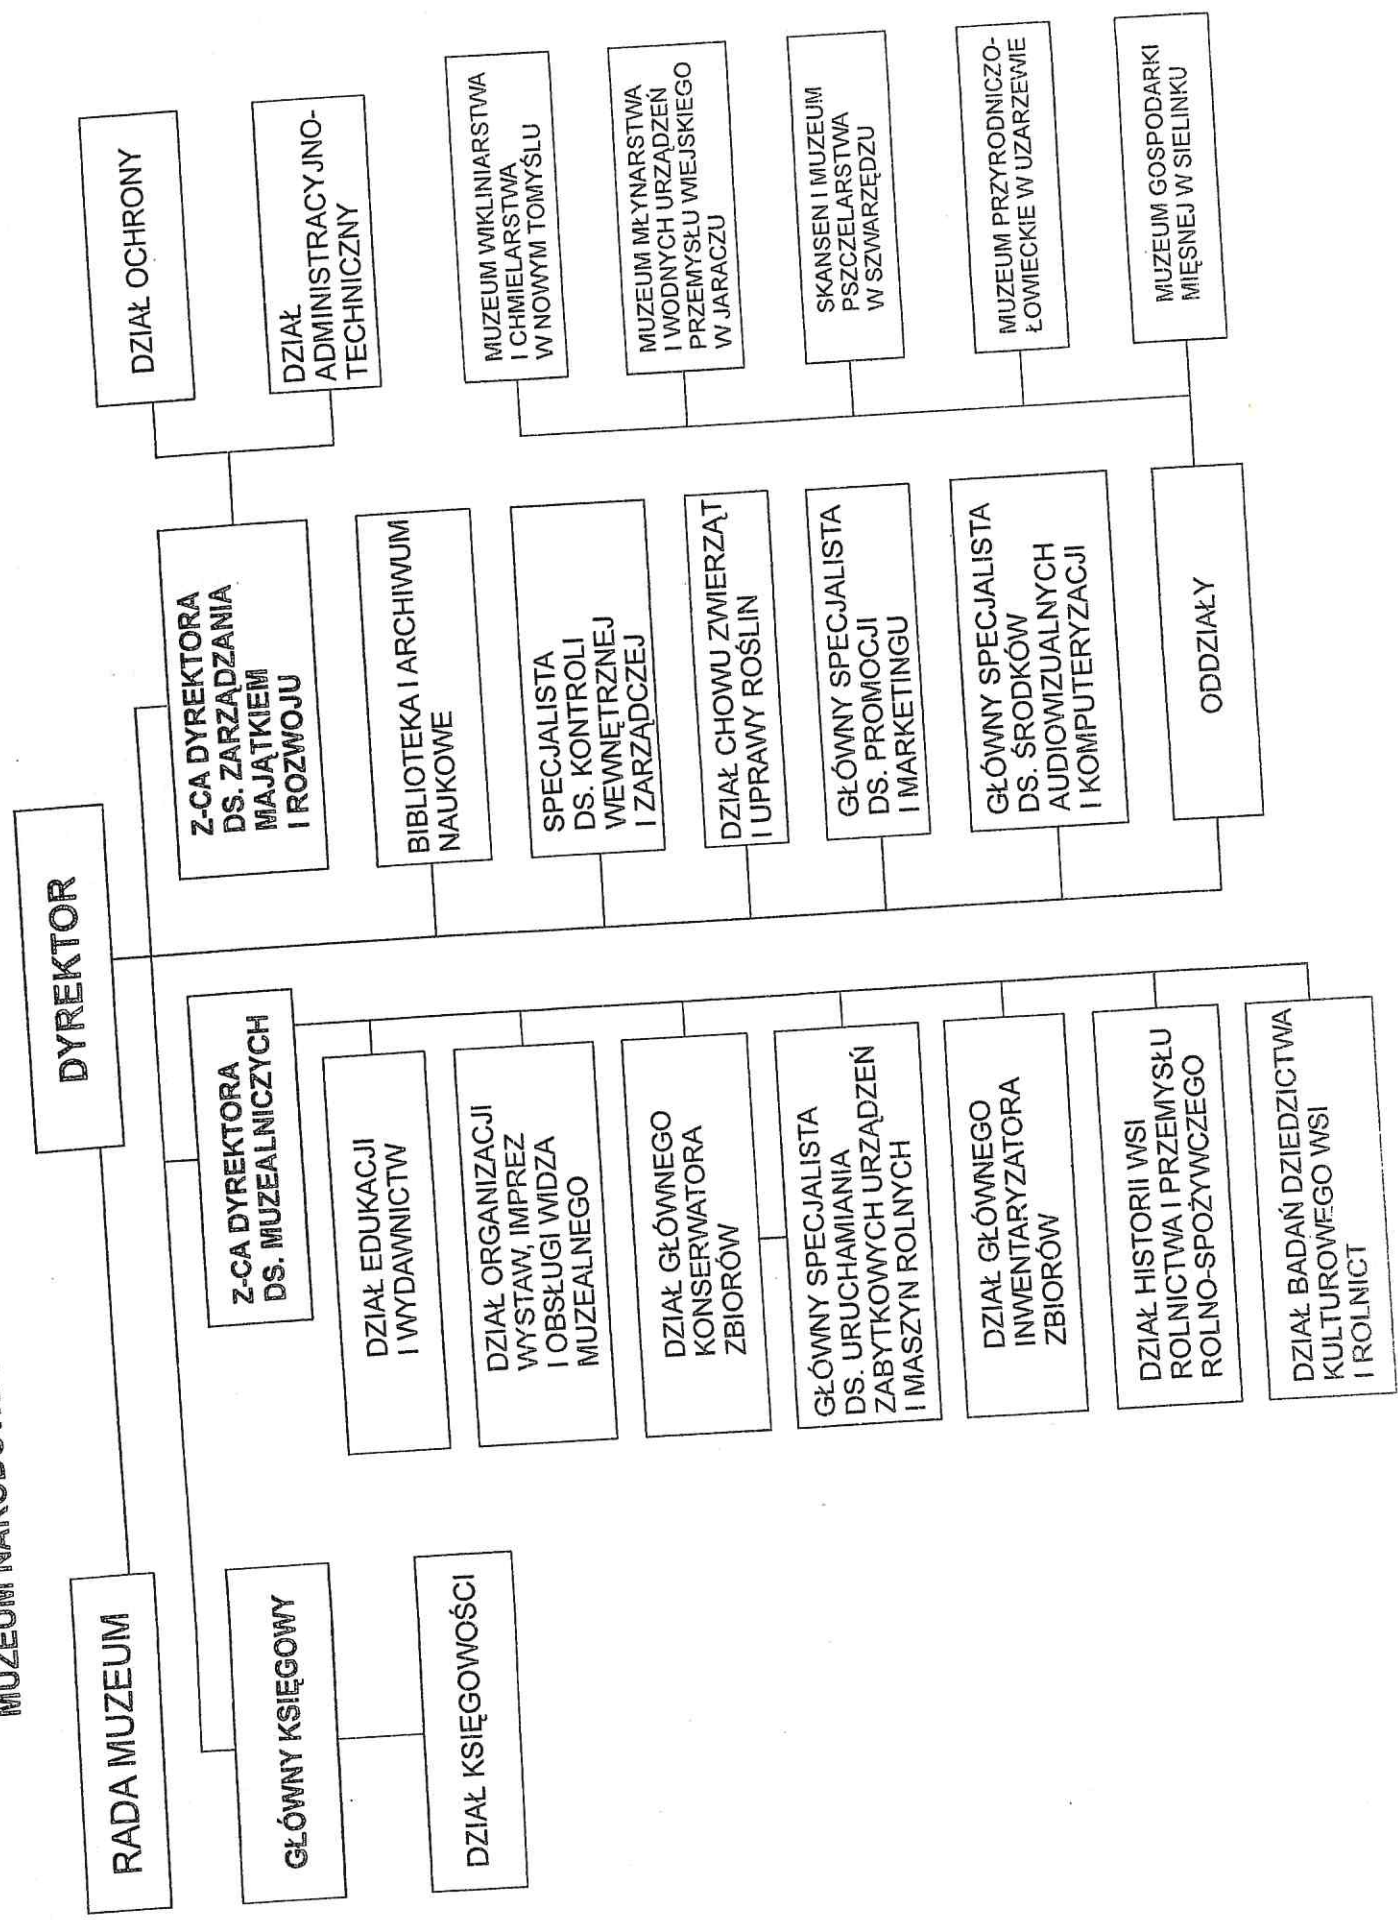 MUZEUM
DYREKTOR
RADA MUZEUM
GŁÓWNY KSIĘGOWY
DZIAŁ KSIĘGOWOŚCI
Z-CA DYREKTORA
DS. MUZEALNICZYCH
DZIAŁ EDUKACJI
I WYDAWNICTW
DZIAŁ ORGANIZACJI
WYSTAW, IMPREZ
I OBSŁUGI WIDZA
MUZEALNEGO
DZIAŁ GŁÓWNEGO
KONSERWATORA
ZBIORÓW
GŁÓWNY SPECJALISTA
DS. URUCHAMIANIA
ZABYTKOWYCH URZĄDZEŃ
I MASZYN ROLNYCH
DZIAŁ GŁÓWNEGO
INWENTARYZATORA
ZBIORÓW
DZIAŁ HISTORII WSI
ROLNICTWA I PRZEMYSŁU
ROLNO-SPOŻYWCZEGO
DZIAŁ BADAŃ DZIEDZICTWA
KULTUROWEGO WSI
I ROLNICT
Z-CA DYREKTORA
DS. ZARZĄDZANIA
MAJĄTKIEM
I ROZWOJU
BIBLIOTEKA I ARCHIWUM
NAUKOWE
SPECJALISTA
DS. KONTROLI
WEWNĘTRZNEJ
I ZARZĄDCZEJ
DZIAŁ CHOWU ZWIERZĄT
I UPRAWY ROŚLIN
GŁÓWNY SPECJALISTA
DS. PROMOCJI
I MARKETINGU
GŁÓWNY SPECJALISTA
DS. ŚRODKÓW
AUDIOWIZUALNYCH
I KOMPUTERYZACJI
ODDZIAŁY
DZIAŁ OCHRONY
DZIAŁ
ADMINISTRACYJNO-
TECHNICZNY
MUZEUM WIKLINIARSTWA
I CHMIELARSTWA
W NOWYM TOMYŚLU
MUZEUM MŁYNARSTWA
I WODNYCH URZĄDZEŃ
PRZEMYSŁU WIEJSKIEGO
W JARACZU
SKANSEN I MUZEUM
PSZCZELARSTWA
W SZWARZĘDZU
MUZEUM PRZYRODNICZO-
ŁOWIECKIE W UZARZEWIE
MUZEUM GOSPODARKI
MIĘSNEJ W SIELINKU